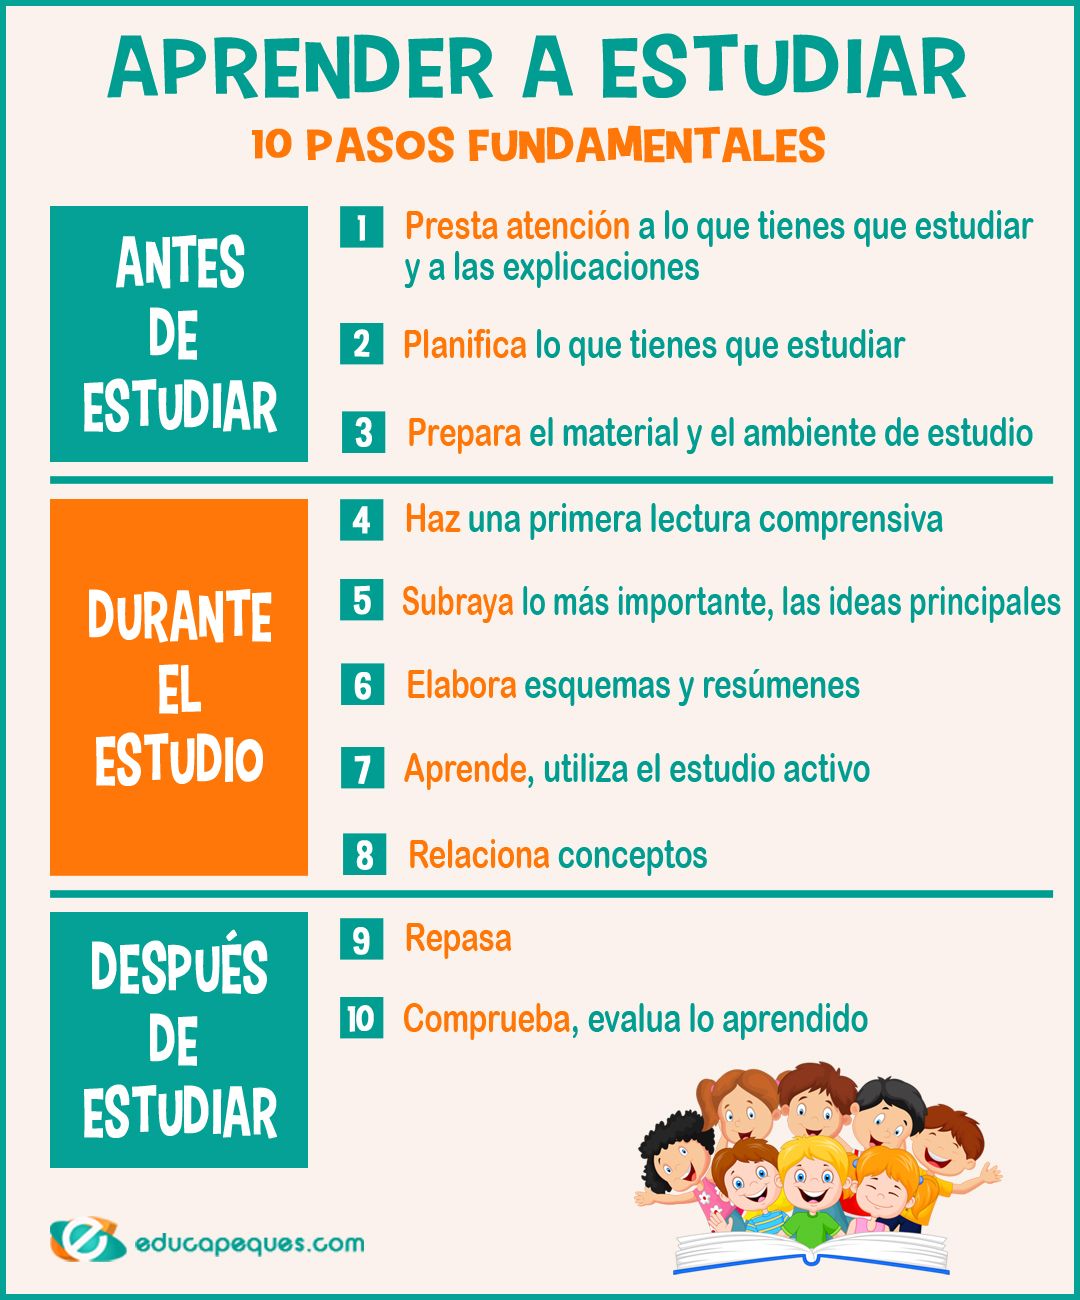 APRENDER A ESTUDIAR
10 PASOS FUNDAMENTALES
ANTES
DE
ESTUDIAR
1 Presta atención a lo que tienes que estudiar
y a las explicaciones
2 Planifica lo que tienes que estudiar
3 Prepara el material y el ambiente de estudio
DURANTE
EL
ESTUDIO
4 Haz una primera lectura comprensiva
5 Subraya lo más importante, las ideas principales
6 Elabora esquemas y resúmenes
7 Aprende, utiliza el estudio activo
8 Relaciona conceptos
DESPUÉS
DE
ESTUDIAR
9 Repasa
10 Comprueba, evalua lo aprendido
e educapeques.com